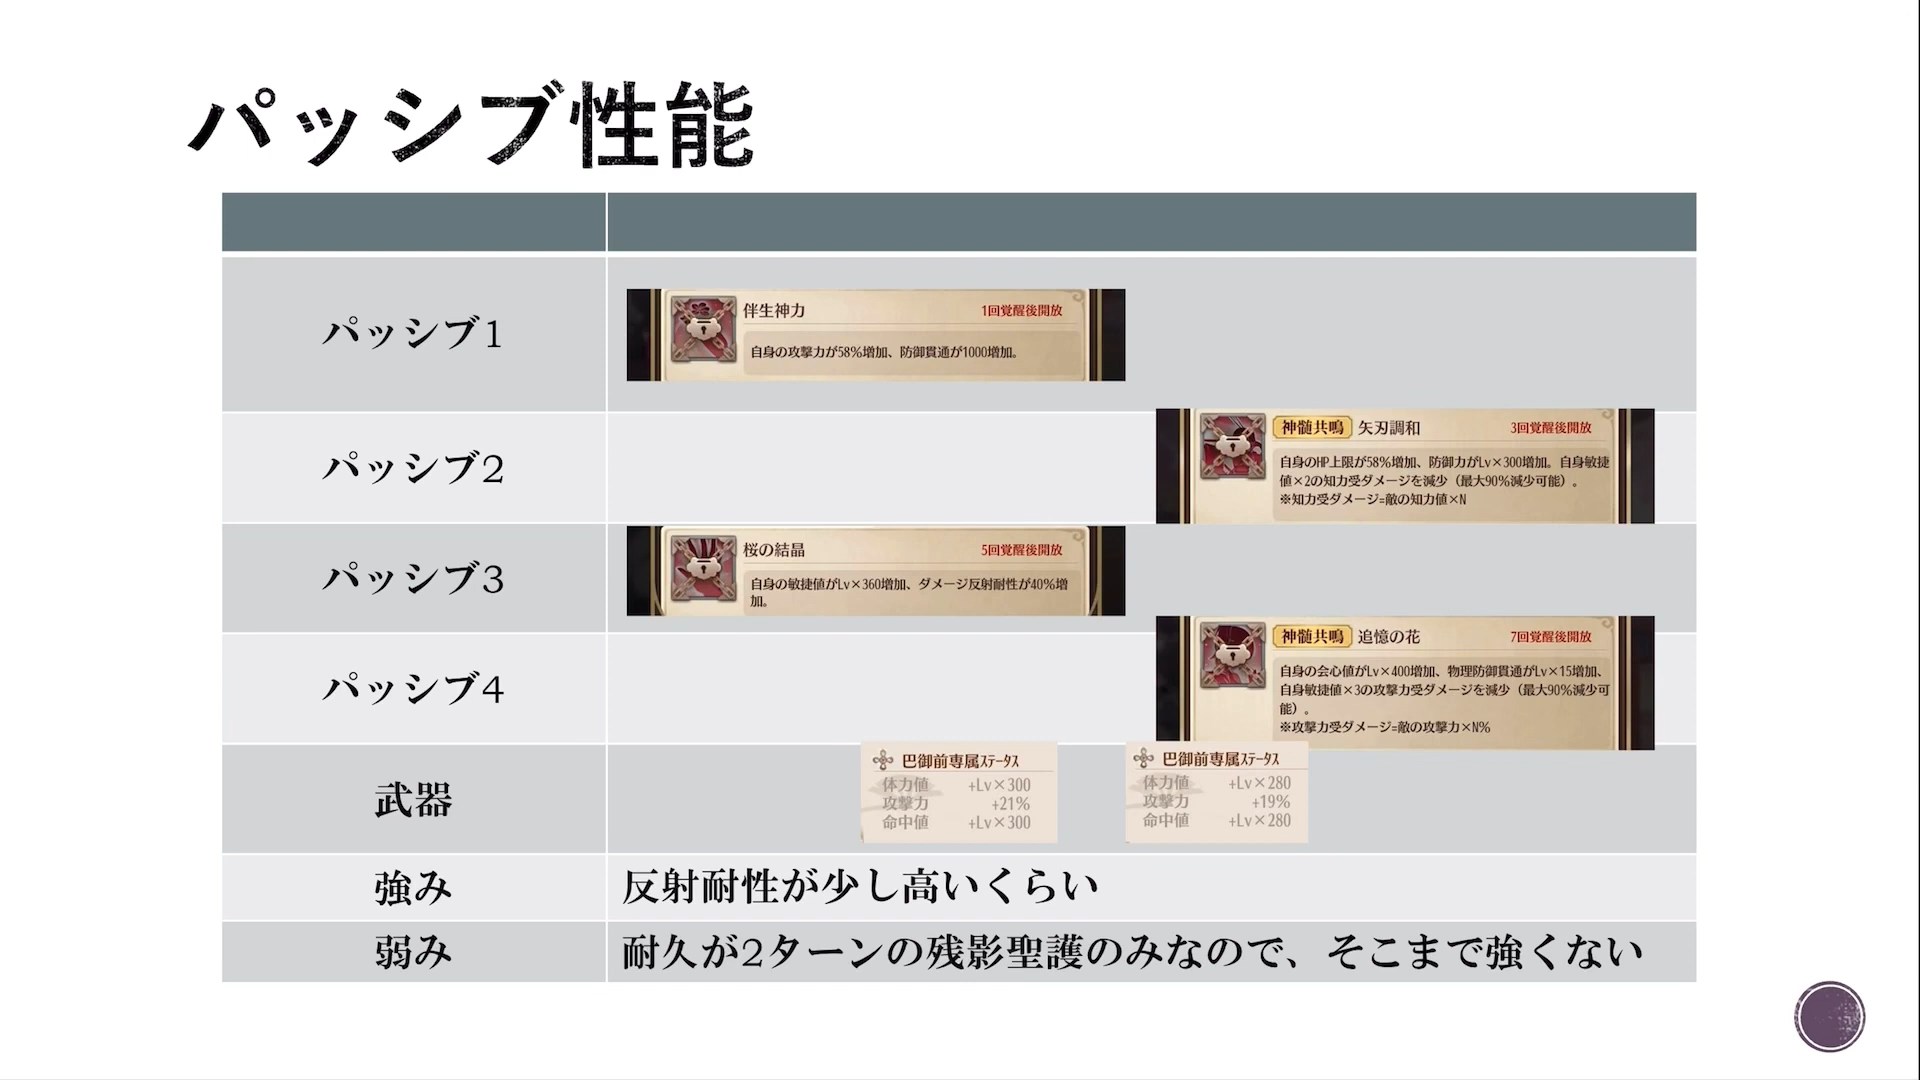 パッシブ性能
パッシブ1
伴生神力
1回覚醒後開放
自身の攻撃力が58%増加、防御貫通が1000増加。
パッシブ2
神髄共鳴 矢刃調和
3回覚醒後開放
自身のHP上限が58%増加、防御力がLv×300増加。自身敏捷
値×2の知力受ダメージを減少（最大90%減少可能）。
※知力受ダメージ=敵の知力値×N
パッシブ3
桜の結晶
5回覚醒後開放
自身の敏捷値がLv×360増加、ダメージ反射耐性が40%増
加。
パッシブ4
神髄共鳴 追憶の花
7回覚醒後開放
自身の会心値がLv×400増加、物理防御貫通がLv×15増加、
自身敏捷値×3の攻撃力受ダメージを減少（最大90%減少可
能）。
※攻撃力受ダメージ=敵の攻撃力×N%
武器
巴御前専属ステータス
体力値 +Lv×300
攻撃力 +21%
命中値 +Lv×300
巴御前専属ステータス
体力値 +Lv×280
攻撃力 +19%
命中値 +Lv×280
強み
反射耐性が少し高いくらい
弱み
耐久が2ターンの残影聖護のみなので、そこまで強くない